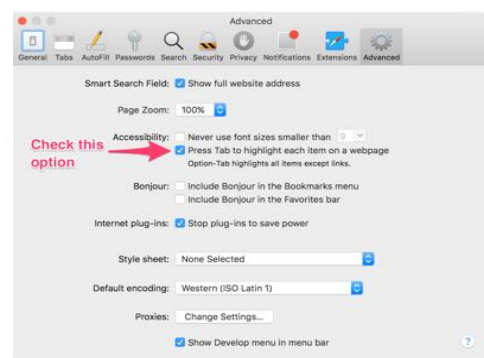 Advanced
General Tabs AutoFill Passwords Search Security Privacy Notifications Extensions Advanced
Smart Search Field: Show full website address
Page Zoom: 100%
Accessibility: Never use font sizes smaller than 9
Check this option
Press Tab to highlight each item on a webpage
Option-Tab highlights all items except links.
Bonjour: Include Bonjour in the Bookmarks menu
Include Bonjour in the Favorites bar
Internet plug-ins: Stop plug-ins to save power
Style sheet: None Selected
Default encoding: Western (ISO Latin 1)
Proxies: Change Settings...
Show Develop menu in menu bar
?